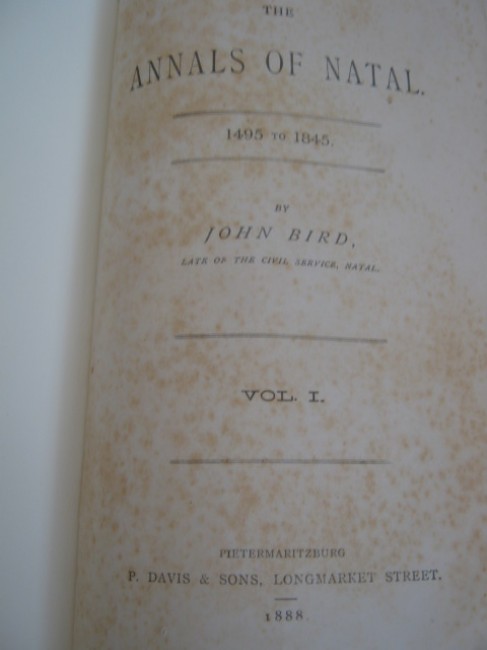 THE
ANNALS OF NATAL.
1495 TO 1845.
BY
JOHN BIRD,
LATE OF THE CIVIL SERVICE, NATAL.
VOL. I.
PIETERMARITZBURG
P. DAVIS & SONS, LONGMARKET STREET.
1888.